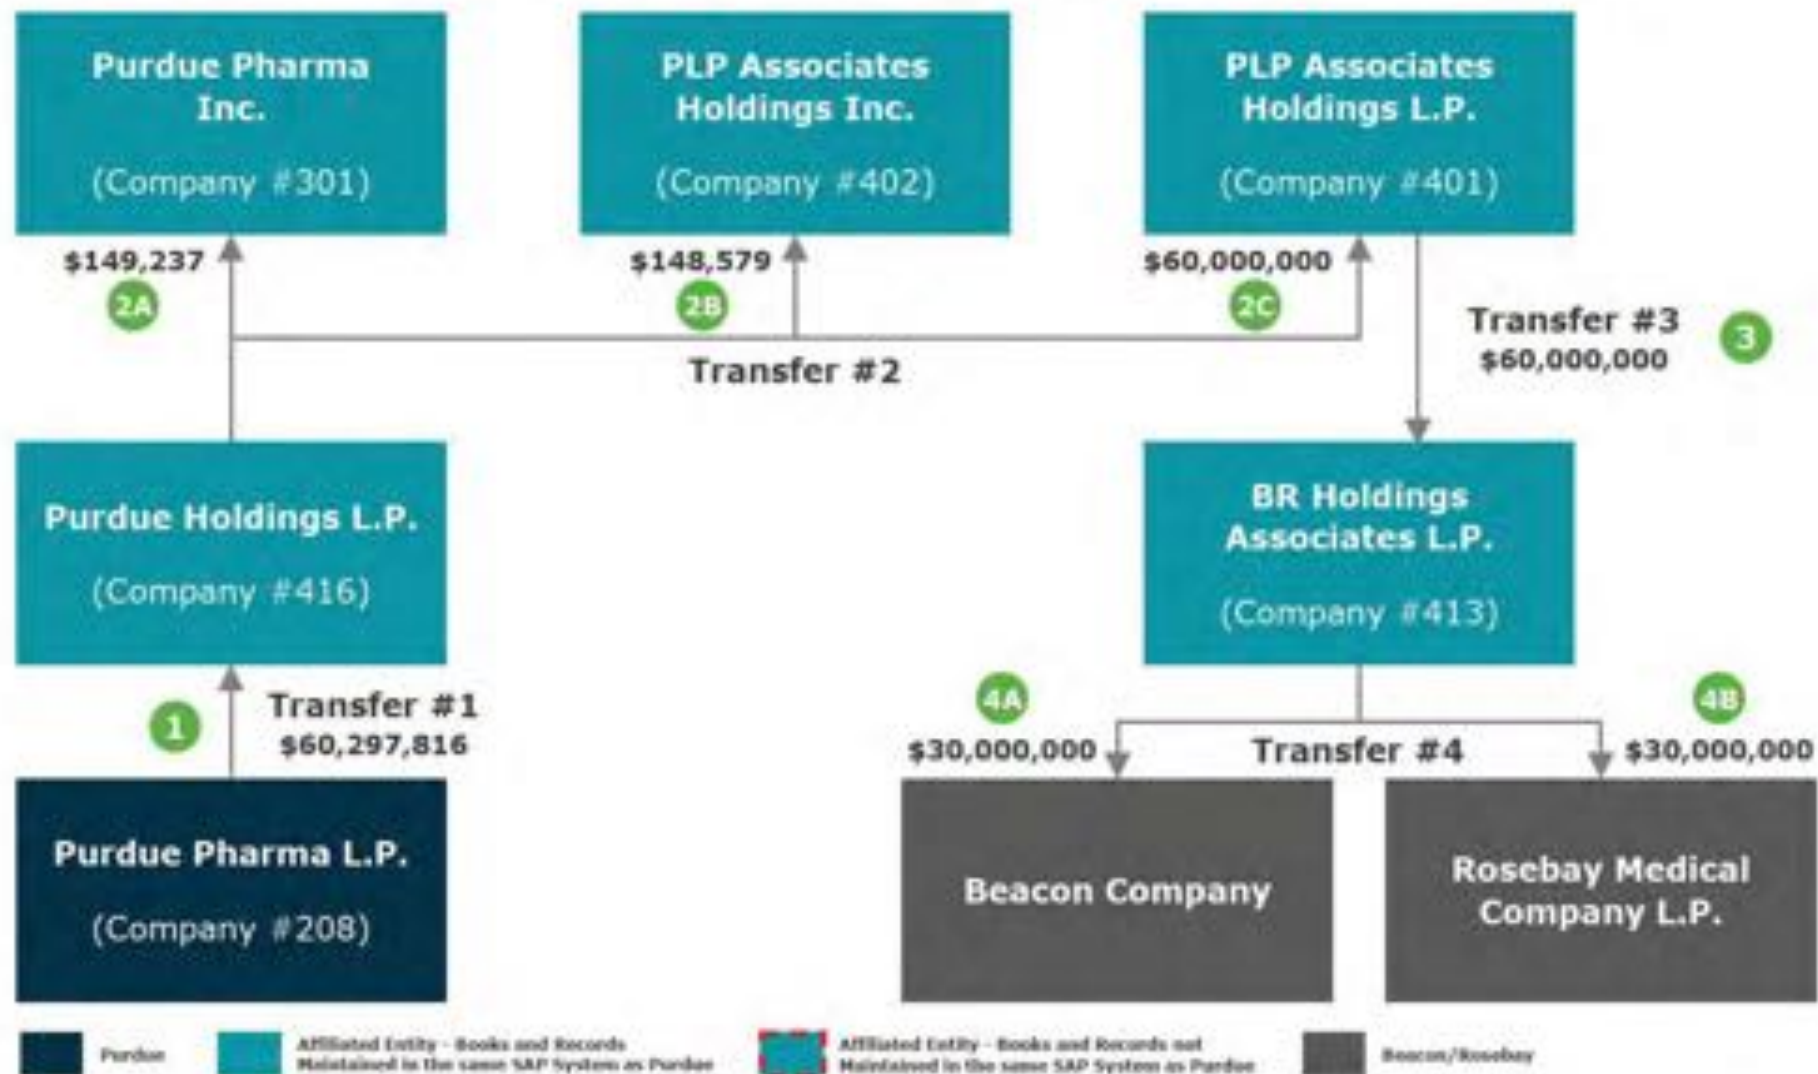 Purdue Pharma
Inc.
(Company #301)
PLP Associates
Holdings Inc.
(Company #402)
PLP Associates
Holdings L.P.
(Company #401)
$149,237
2A
$148,579
2B
$60,000,000
2C
Transfer #2
Transfer #3
$60,000,000
3
Purdue Holdings L.P.
(Company #416)
BR Holdings
Associates L.P.
(Company #413)
1
Transfer #1
$60,297,816
4A
$30,000,000
Transfer #4
4B
$30,000,000
Purdue Pharma L.P.
(Company #208)
Beacon Company
Rosebay Medical
Company L.P.
Purdue
Affiliated Entity - Books and Records
Maintained in the same SAP System as Purdue
Affiliated Entity - Books and Records not
Maintained in the same SAP System as Purdue
Beacon/Rosebay